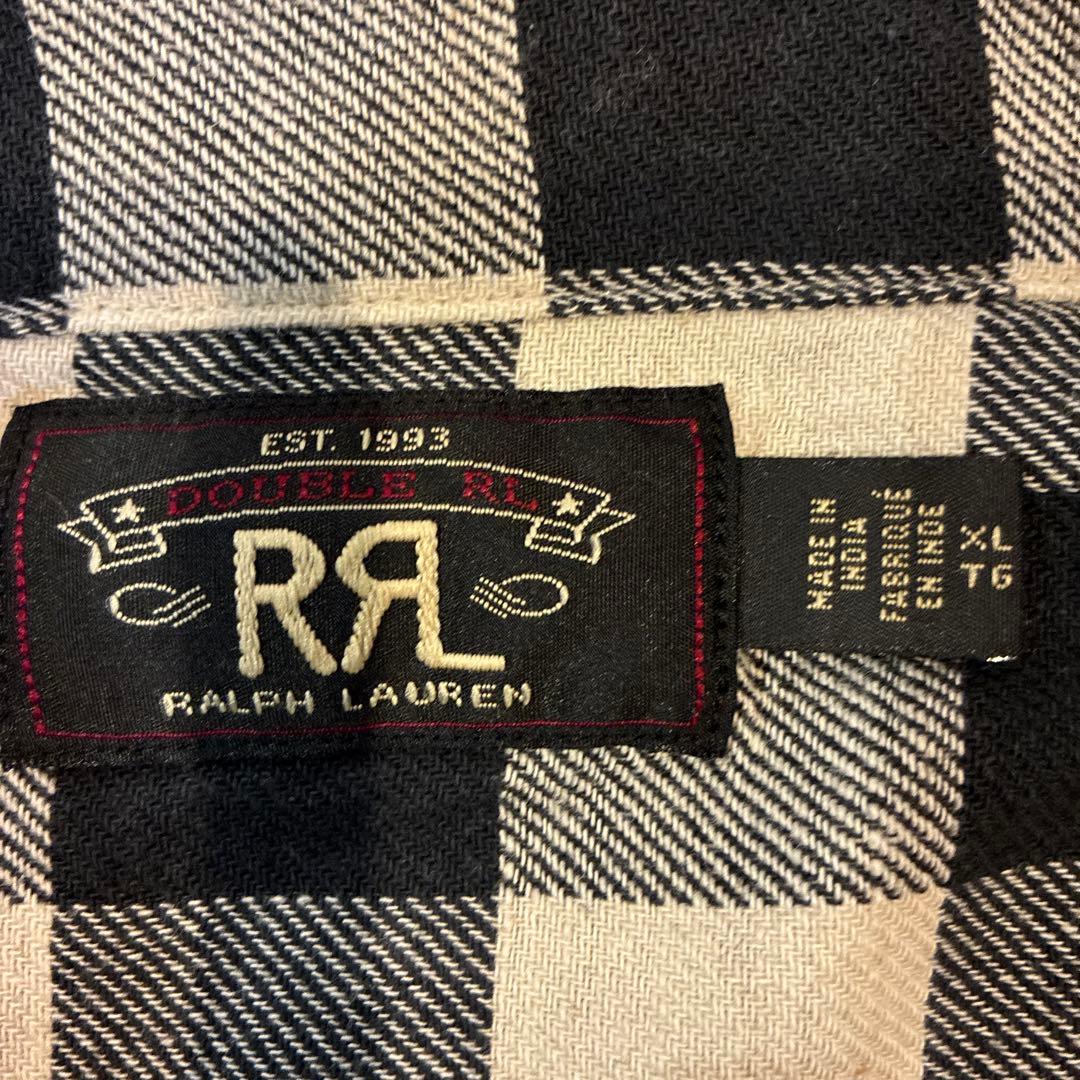 EST. 1993
DOUBLE RL
RRL
RALPH LAUREN
MADE IN
INDIA
FABRIQUÉ
EN INDE
XL
TG